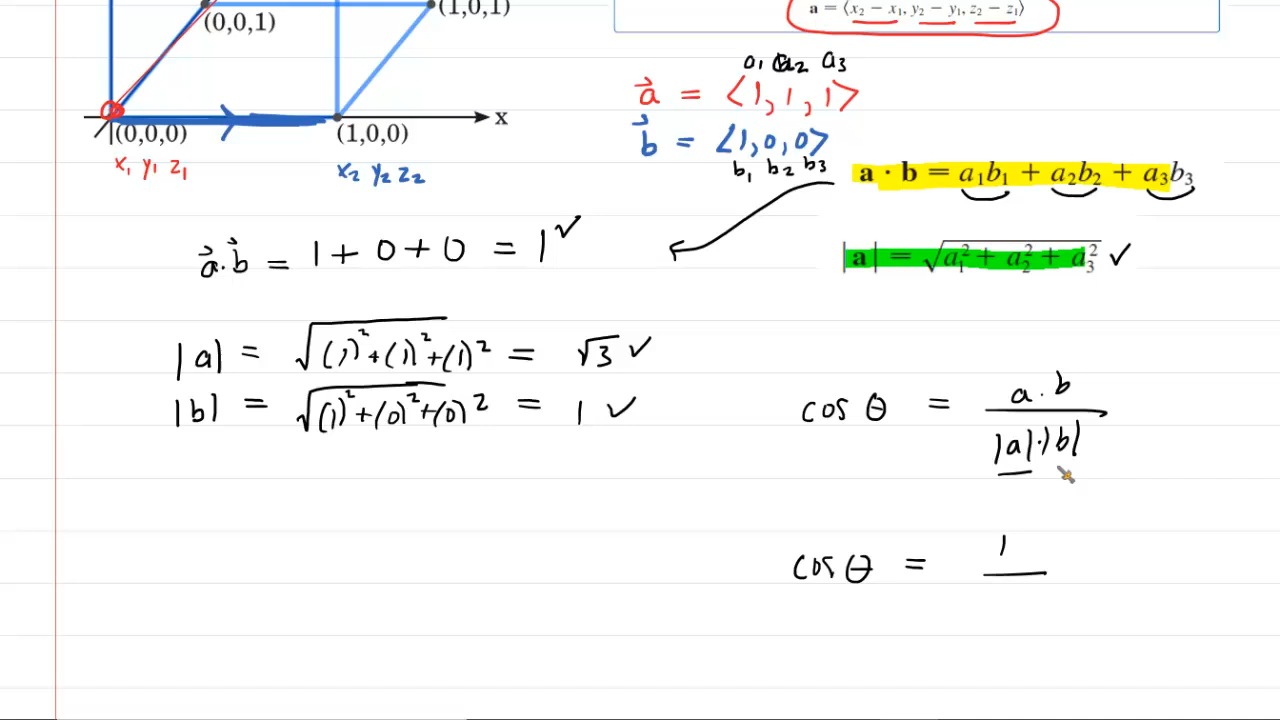 (0,0,1)
(1,0,1)
a = ⟨x₂ − x₁, y₂ − y₁, z₂ − z₁⟩
a₁ a₂ a₃
a⃗ = <1, 1, 1>
(0,0,0)
(1,0,0)
x
b⃗ = <1, 0, 0>
x₁ y₁ z₁
x₂ y₂ z₂
b₁ b₂ b₃
a · b = a₁b₁ + a₂b₂ + a₃b₃
a⃗.b⃗ = 1 + 0 + 0 = 1 ✓
|a| = √a₁² + a₂² + a₃² ✓
|a| = √(1)² + (1)² + (1)² = √3 ✓
|b| = √(1)² + (0)² + (0)² = 1 ✓
cos θ = a . b / |a|.|b|
cos θ = 1